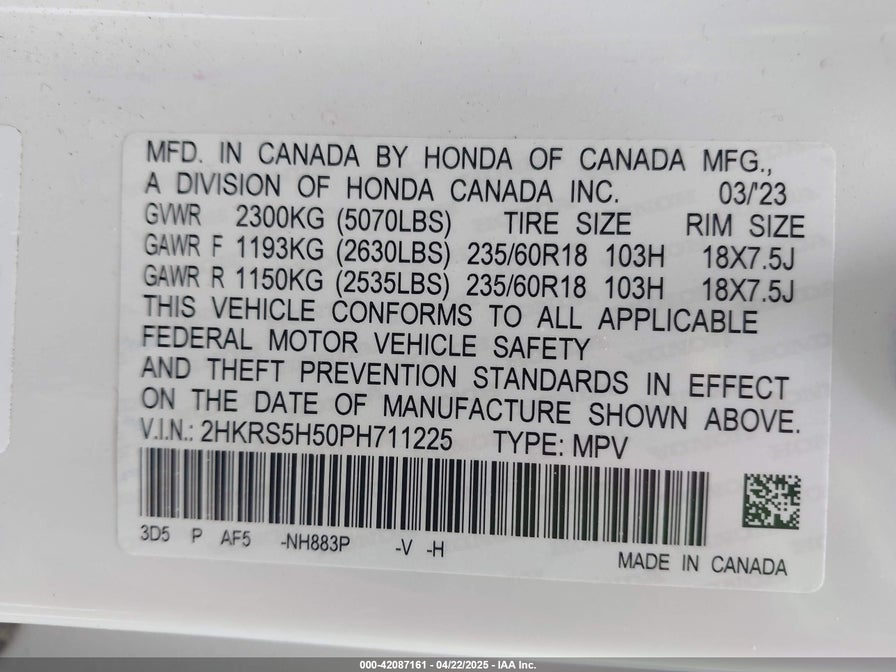 MFD. IN CANADA BY HONDA OF CANADA MFG.,
A DIVISION OF HONDA CANADA INC. 03/'23
GVWR 2300KG (5070LBS) TIRE SIZE RIM SIZE
GAWR F 1193KG (2630LBS) 235/60R18 103H 18X7.5J
GAWR R 1150KG (2535LBS) 235/60R18 103H 18X7.5J
THIS VEHICLE CONFORMS TO ALL APPLICABLE
FEDERAL MOTOR VEHICLE SAFETY
AND THEFT PREVENTION STANDARDS IN EFFECT
ON THE DATE OF MANUFACTURE SHOWN ABOVE.
V.I.N.: 2HKRS5H50PH711225 TYPE: MPV
3D5 P AF5 -NH883P -V -H
MADE IN CANADA
000-42087161 - 04/22/2025 - IAA Inc.